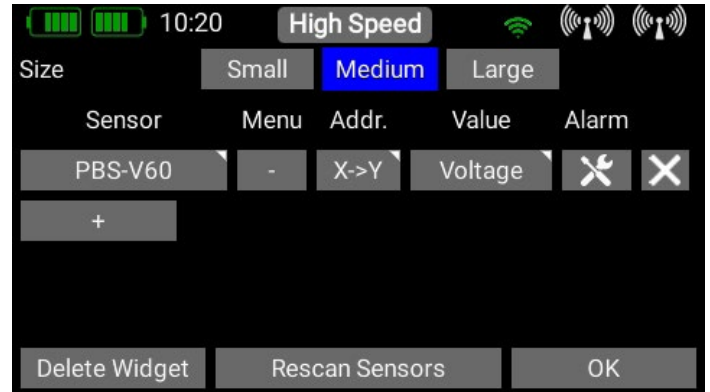 10:20 High Speed
Size Small Medium Large
Sensor Menu Addr. Value Alarm
PBS-V60 - X->Y Voltage
+
Delete Widget Rescan Sensors OK